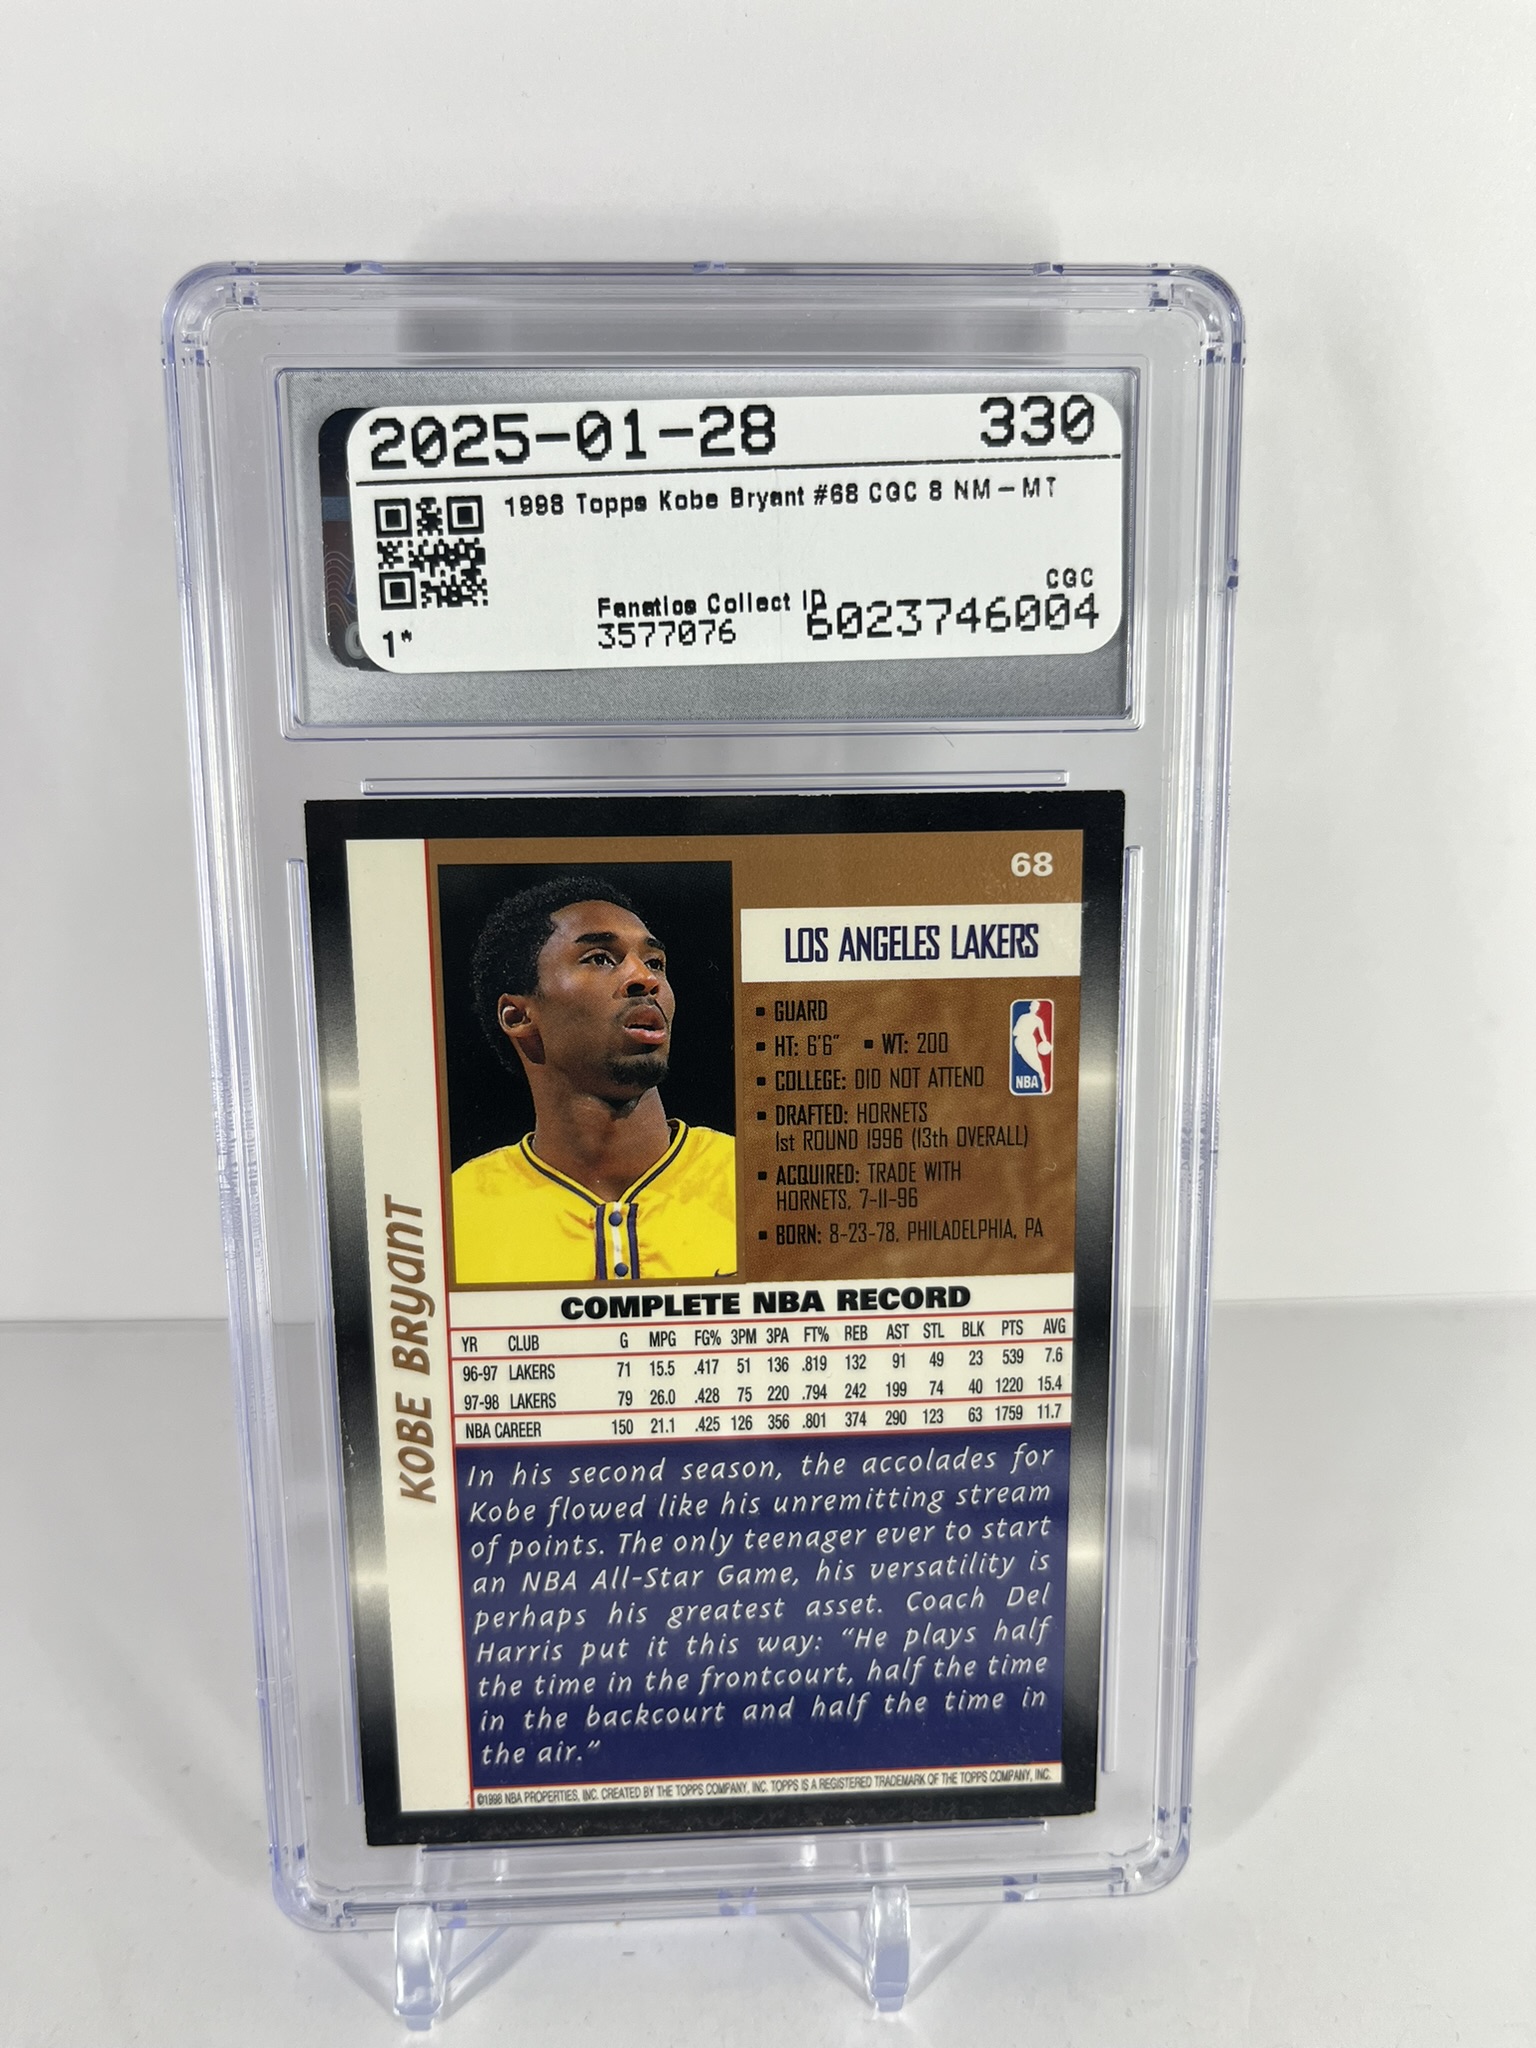 2025-01-28 330
1998 Topps Kobe Bryant #68 CGC 8 NM-MT
CGC
Fanatics Collect ID
3577076 6023746004
1*
68
LOS ANGELES LAKERS
▪ GUARD
▪ HT: 6'6" ▪ WT: 200
▪ COLLEGE: DID NOT ATTEND
▪ DRAFTED: HORNETS
1st ROUND 1996 (13th OVERALL)
▪ ACQUIRED: TRADE WITH
HORNETS, 7-11-96
▪ BORN: 8-23-78, PHILADELPHIA, PA
NBA
KOBE BRYANT
COMPLETE NBA RECORD
YR CLUB G MPG FG% 3PM 3PA FT% REB AST STL BLK PTS AVG
96-97 LAKERS 71 15.5 .417 51 136 .819 132 91 49 23 539 7.6
97-98 LAKERS 79 26.0 .428 75 220 .794 242 199 74 40 1220 15.4
NBA CAREER 150 21.1 .425 126 356 .801 374 290 123 63 1759 11.7
In his second season, the accolades for
Kobe flowed like his unremitting stream
of points. The only teenager ever to start
an NBA All-Star Game, his versatility is
perhaps his greatest asset. Coach Del
Harris put it this way: “He plays half
the time in the frontcourt, half the time
in the backcourt and half the time in
the air.”
©1998 NBA PROPERTIES, INC. CREATED BY THE TOPPS COMPANY, INC. TOPPS IS A REGISTERED TRADEMARK OF THE TOPPS COMPANY, INC.